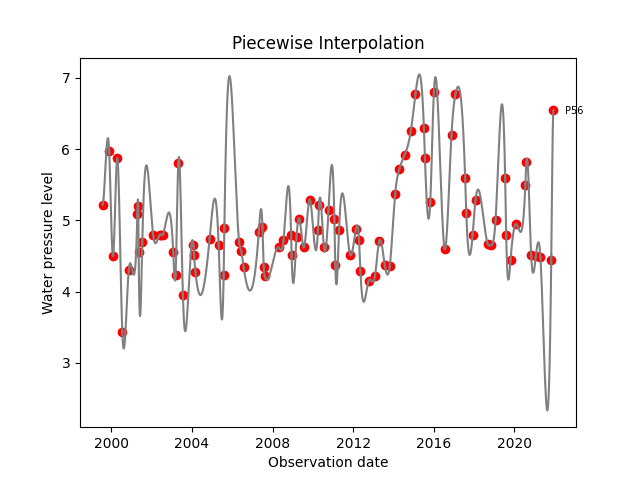 Piecewise Interpolation
Water pressure level
7
6
5
4
3
P56
2000 2004 2008 2012 2016 2020
Observation date